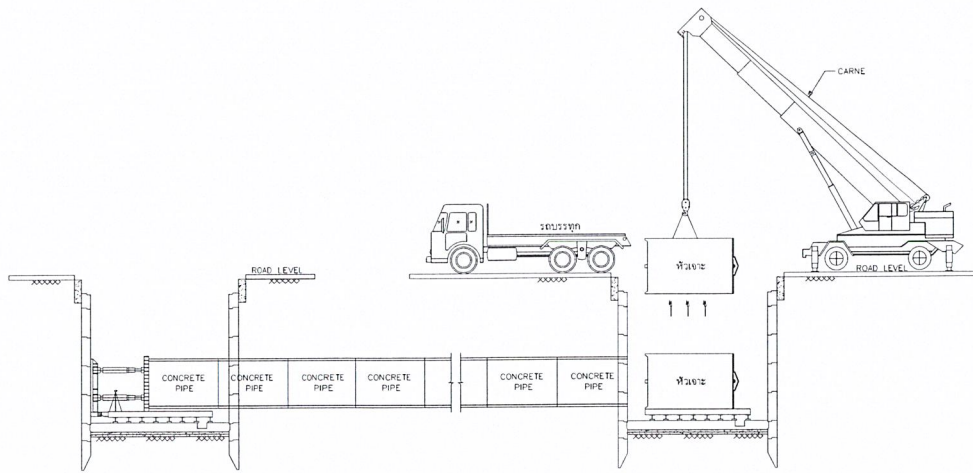 CARNE
รถบรรทุก
ROAD LEVEL
หัวเจาะ
ROAD LEVEL
CONCRETE
PIPE
CONCRETE
PIPE
CONCRETE
PIPE
CONCRETE
PIPE
CONCRETE
PIPE
CONCRETE
PIPE
หัวเจาะ